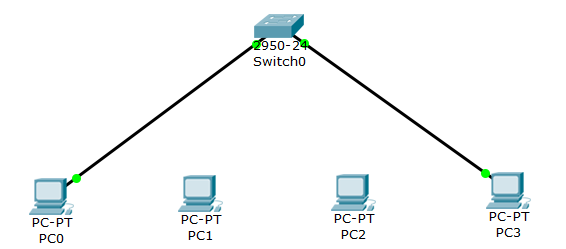 2950-24
Switch0
PC-PT
PC0
PC-PT
PC1
PC-PT
PC2
PC-PT
PC3